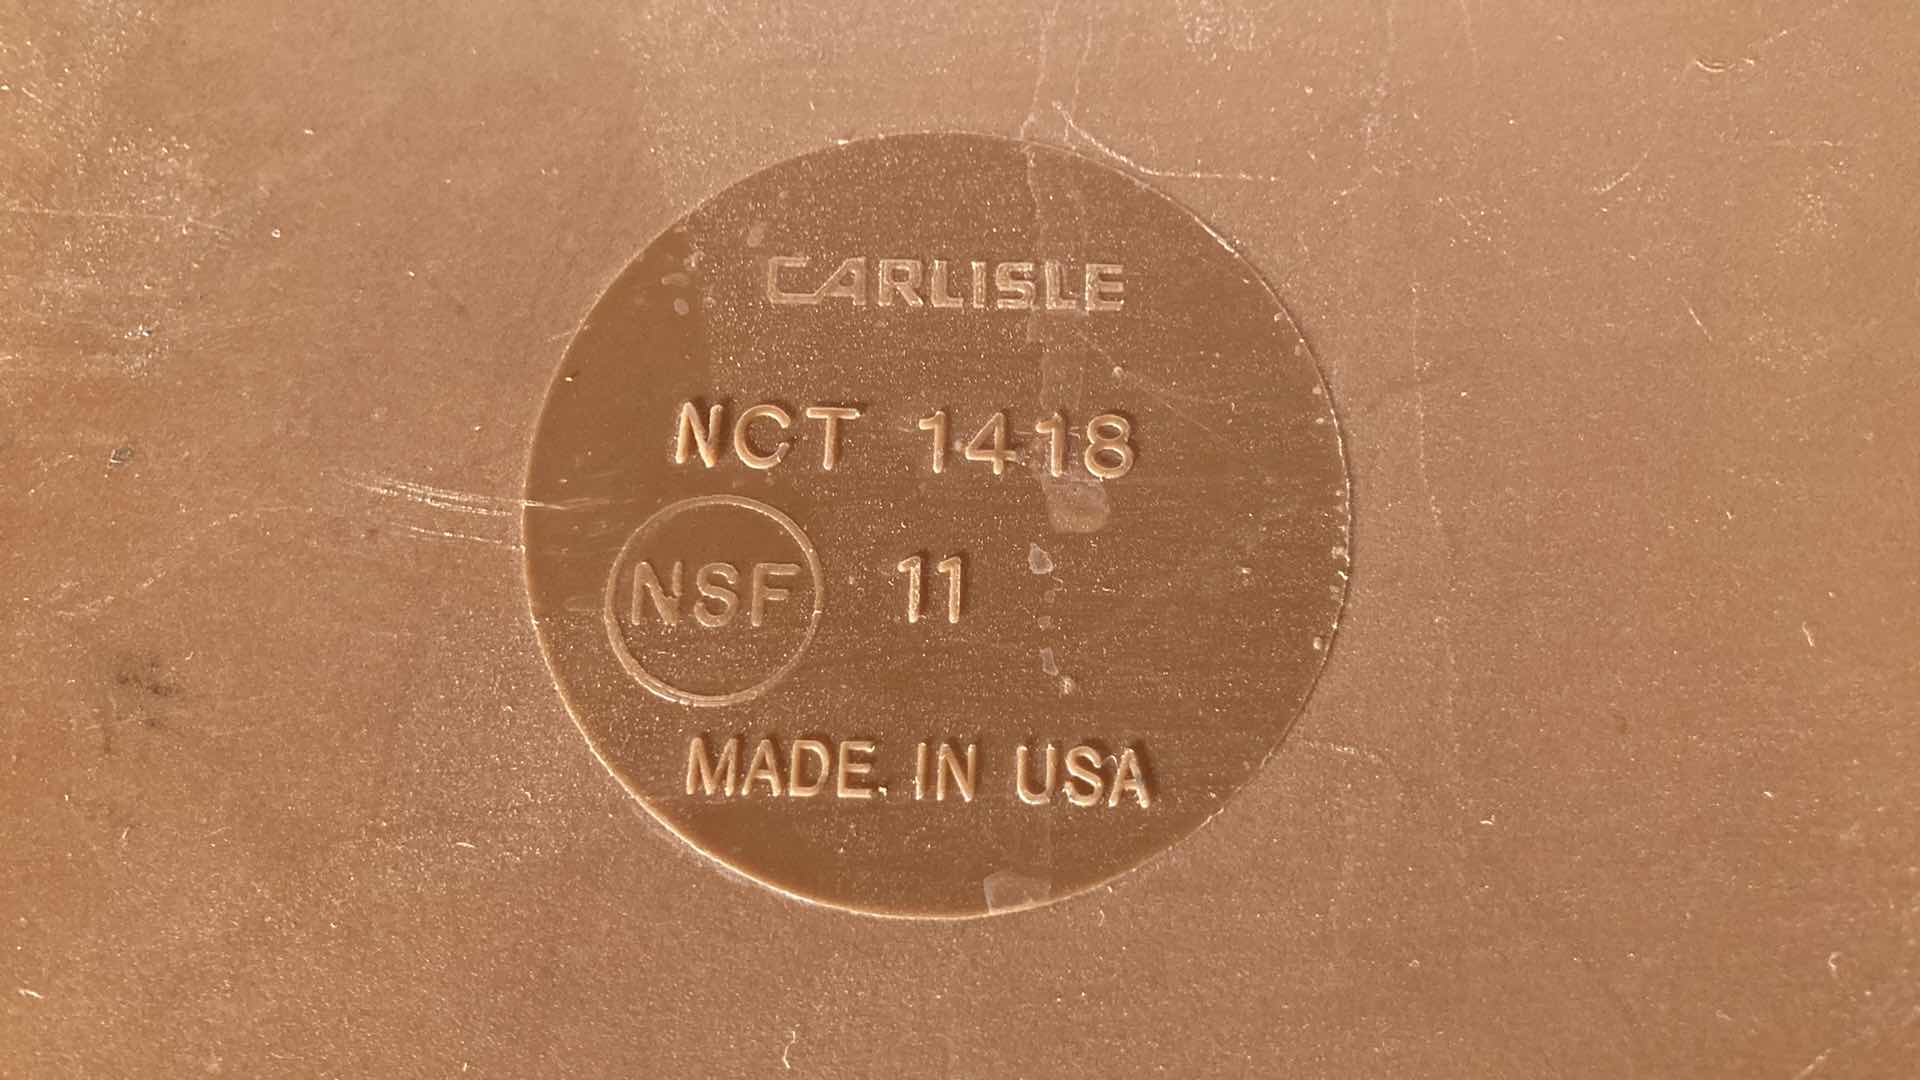 CARLISLE
NCT 1418
NSF 11
MADE IN USA